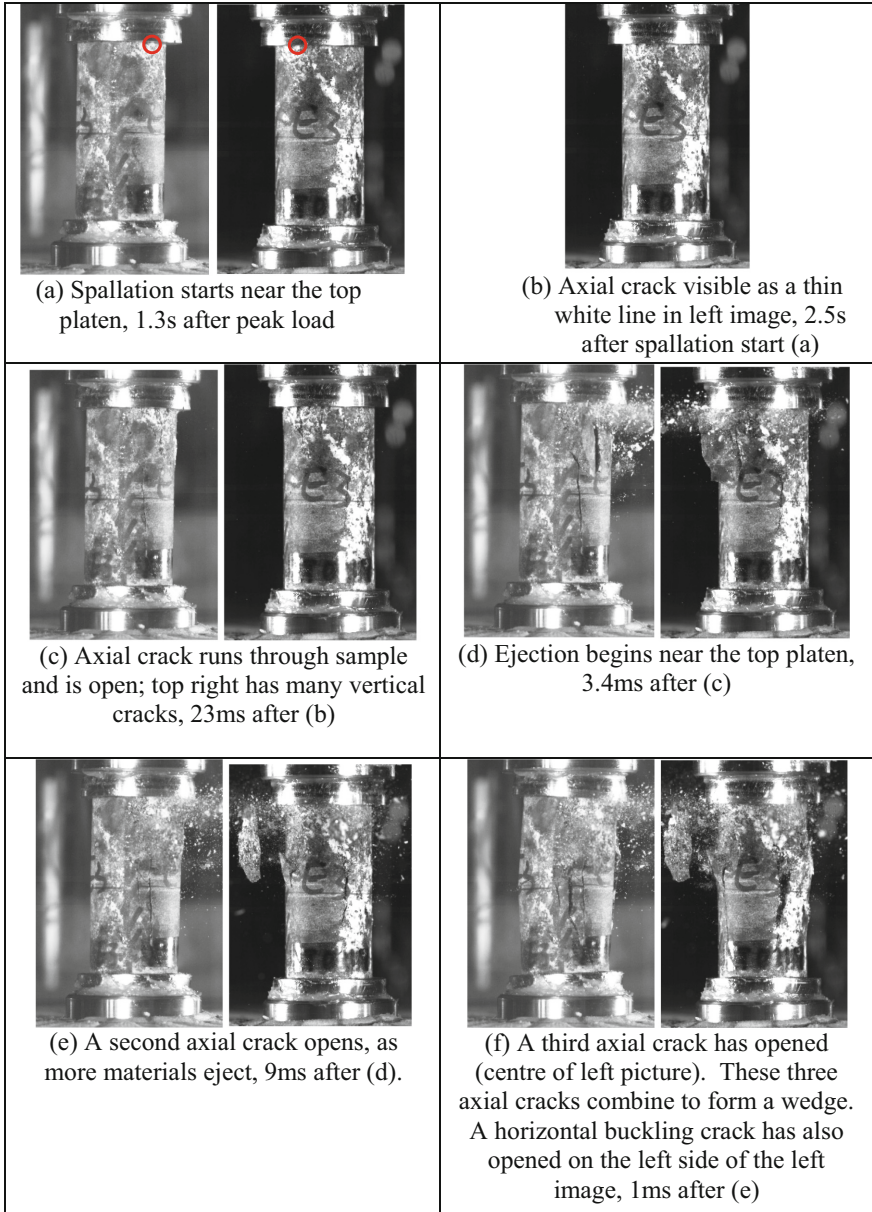 E3
E3
(a) Spallation starts near the top
platen, 1.3s after peak load
(b) Axial crack visible as a thin
white line in left image, 2.5s
after spallation start (a)
E3
(c) Axial crack runs through sample
and is open; top right has many vertical
cracks, 23ms after (b)
E3
(d) Ejection begins near the top platen,
3.4ms after (c)
E
(e) A second axial crack opens, as
more materials eject, 9ms after (d).
E
(f) A third axial crack has opened
(centre of left picture). These three
axial cracks combine to form a wedge.
A horizontal buckling crack has also
opened on the left side of the left
image, 1ms after (e)